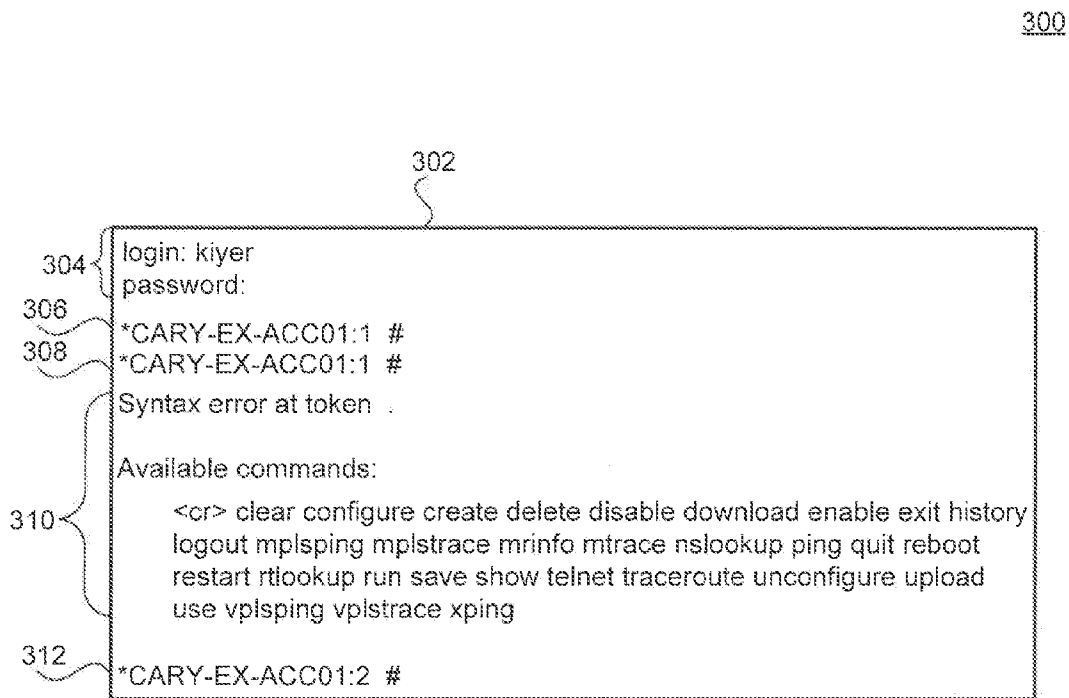 300
302
304
login: kiyer
password:
306
*CARY-EX-ACC01:1 #
308
*CARY-EX-ACC01:1 #
Syntax error at token .
Available commands:
310
<cr> clear configure create delete disable download enable exit history
logout mplsping mplstrace mrinfo mtrace nslookup ping quit reboot
restart rtlookup run save show telnet traceroute unconfigure upload
use vplsping vplstrace xping
312
*CARY-EX-ACC01:2 #